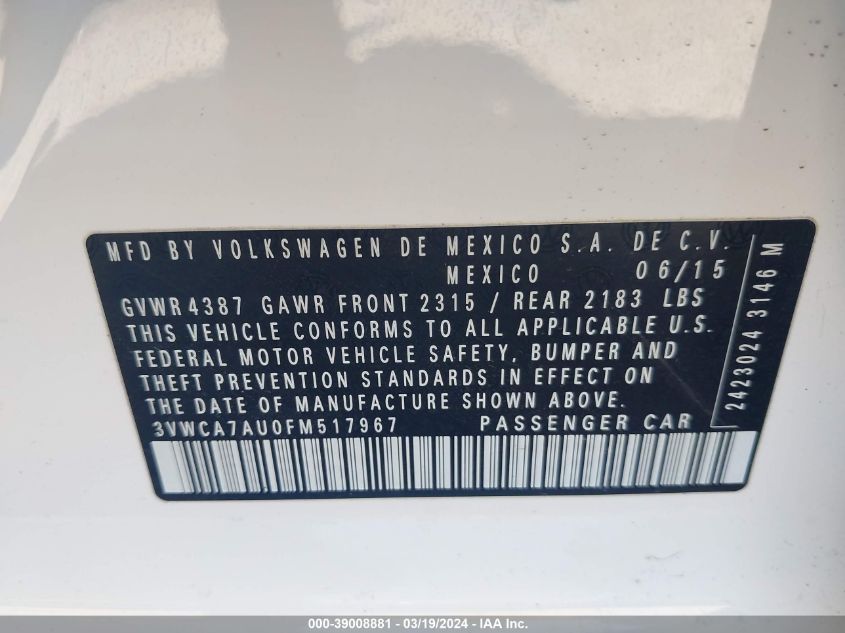 MFD BY VOLKSWAGEN DE MEXICO S.A. DE C.V.
MEXICO 06/15
GVWR 4387 GAWR FRONT 2315 / REAR 2183 LBS
THIS VEHICLE CONFORMS TO ALL APPLICABLE U.S.
FEDERAL MOTOR VEHICLE SAFETY, BUMPER AND
THEFT PREVENTION STANDARDS IN EFFECT ON
THE DATE OF MANUFACTURE SHOWN ABOVE.
3VWCA7AU0FM517967 PASSENGER CAR
2423024 3146 M
000-39008881 - 03/19/2024 - IAA Inc.